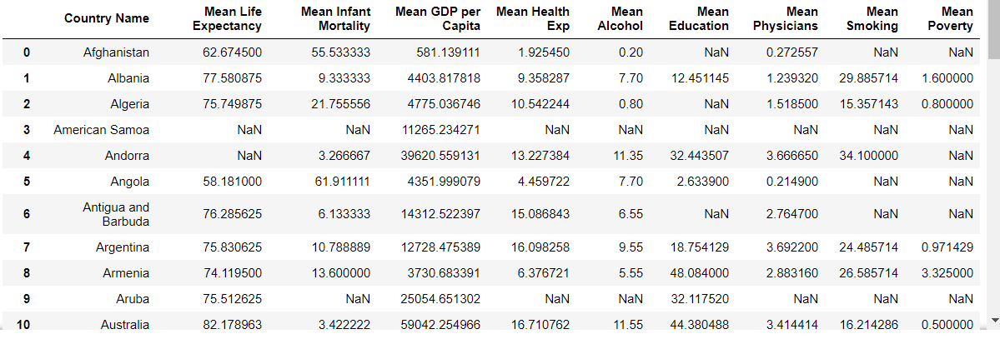 Country Name Mean Life Expectancy Mean Infant Mortality Mean GDP per Capita Mean Health Exp Mean Alcohol Mean Education Mean Physicians Mean Smoking Mean Poverty
0 Afghanistan 62.674500 55.533333 581.139111 1.925450 0.20 NaN 0.272557 NaN NaN
1 Albania 77.580875 9.333333 4403.817818 9.358287 7.70 12.451145 1.239320 29.885714 1.600000
2 Algeria 75.749875 21.755556 4775.036746 10.542244 0.80 NaN 1.518500 15.357143 0.800000
3 American Samoa NaN NaN 11265.234271 NaN NaN NaN NaN NaN NaN
4 Andorra NaN 3.266667 39620.559131 13.227384 11.35 32.443507 3.666650 34.100000 NaN
5 Angola 58.181000 61.911111 4351.999079 4.459722 7.70 2.633900 0.214900 NaN NaN
6 Antigua and Barbuda 76.285625 6.133333 14312.522397 15.086843 6.55 NaN 2.764700 NaN NaN
7 Argentina 75.830625 10.788889 12728.475389 16.098258 9.55 18.754129 3.692200 24.485714 0.971429
8 Armenia 74.119500 13.600000 3730.683391 6.376721 5.55 48.084000 2.883160 26.585714 3.325000
9 Aruba 75.512625 NaN 25054.651302 NaN NaN 32.117520 NaN NaN NaN
10 Australia 82.178963 3.422222 59042.254966 16.710762 11.55 44.380488 3.414414 16.214286 0.500000